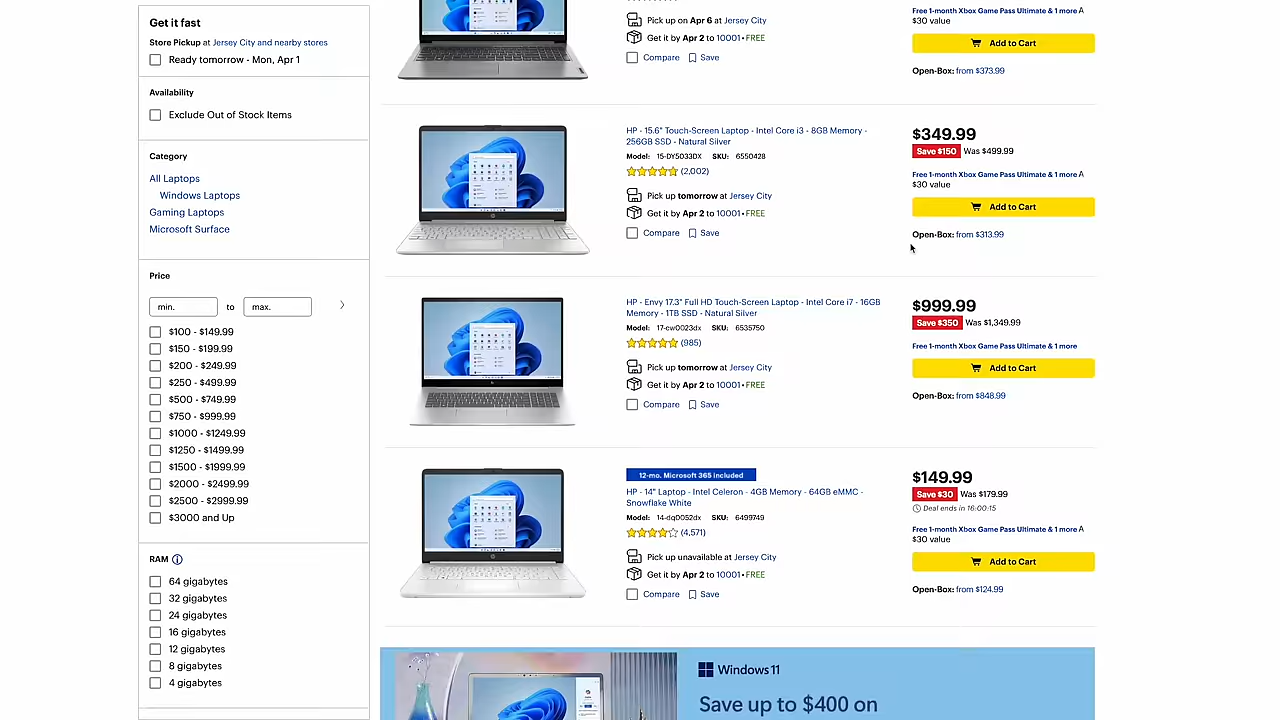 Get it fast
Store Pickup at Jersey City and nearby stores
Ready tomorrow - Mon, Apr 1
Availability
Exclude Out of Stock Items
Category
All Laptops
Windows Laptops
Gaming Laptops
Microsoft Surface
Price
min. to max.
$100 - $149.99
$150 - $199.99
$200 - $249.99
$250 - $499.99
$500 - $749.99
$750 - $999.99
$1000 - $1249.99
$1250 - $1499.99
$1500 - $1999.99
$2000 - $2499.99
$2500 - $2999.99
$3000 and Up
RAM
64 gigabytes
32 gigabytes
24 gigabytes
16 gigabytes
12 gigabytes
8 gigabytes
4 gigabytes
Pick up on Apr 6 at Jersey City
Get it by Apr 2 to 10001•FREE
Compare Save
Free 1-month Xbox Game Pass Ultimate & 1 more A
$30 value
Add to Cart
Open-Box: from $373.99
HP - 15.6" Touch-Screen Laptop - Intel Core i3 - 8GB Memory -
256GB SSD - Natural Silver
Model: 15-DY5033DX SKU: 6550428
(2,002)
Pick up tomorrow at Jersey City
Get it by Apr 2 to 10001•FREE
Compare Save
$349.99
Save $150 Was $499.99
Free 1-month Xbox Game Pass Ultimate & 1 more A
$30 value
Add to Cart
Open-Box: from $313.99
HP - Envy 17.3" Full HD Touch-Screen Laptop - Intel Core i7 - 16GB
Memory - 1TB SSD - Natural Silver
Model: 17-cw0023dx SKU: 6535750
(985)
Pick up tomorrow at Jersey City
Get it by Apr 2 to 10001•FREE
Compare Save
$999.99
Save $350 Was $1,349.99
Free 1-month Xbox Game Pass Ultimate & 1 more
Add to Cart
Open-Box: from $848.99
12-mo. Microsoft 365 included
HP - 14" Laptop - Intel Celeron - 4GB Memory - 64GB eMMC -
Snowflake White
Model: 14-dq0052dx SKU: 6499749
(4,571)
Pick up unavailable at Jersey City
Get it by Apr 2 to 10001•FREE
Compare Save
$149.99
Save $30 Was $179.99
Deal ends in 16:00:15
Free 1-month Xbox Game Pass Ultimate & 1 more A
$30 value
Add to Cart
Open-Box: from $124.99
Windows 11
Save up to $400 on